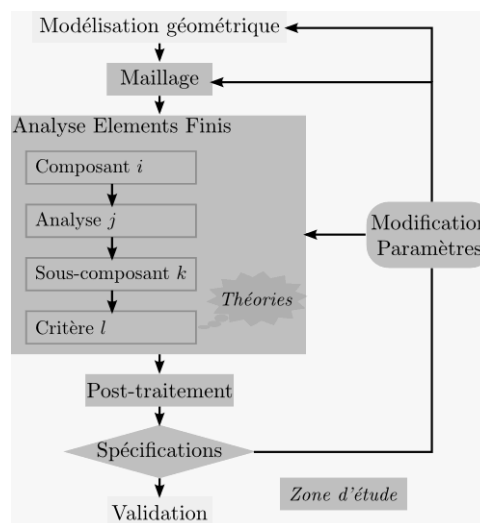 Modélisation géométrique
Maillage
Analyse Elements Finis
Composant i
Analyse j
Sous-composant k
Théories
Critère l
Modification
Paramètres
Post-traitement
Spécifications
Zone d'étude
Validation